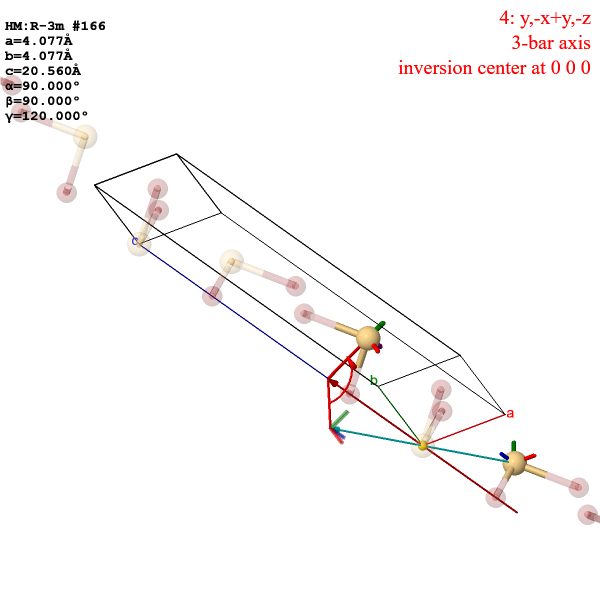 HM:R-3m #166
a=4.077Å
b=4.077Å
c=20.560Å
α=90.000°
β=90.000°
γ=120.000°
4: y,-x+y,-z
3-bar axis
inversion center at 0 0 0
c
b
a